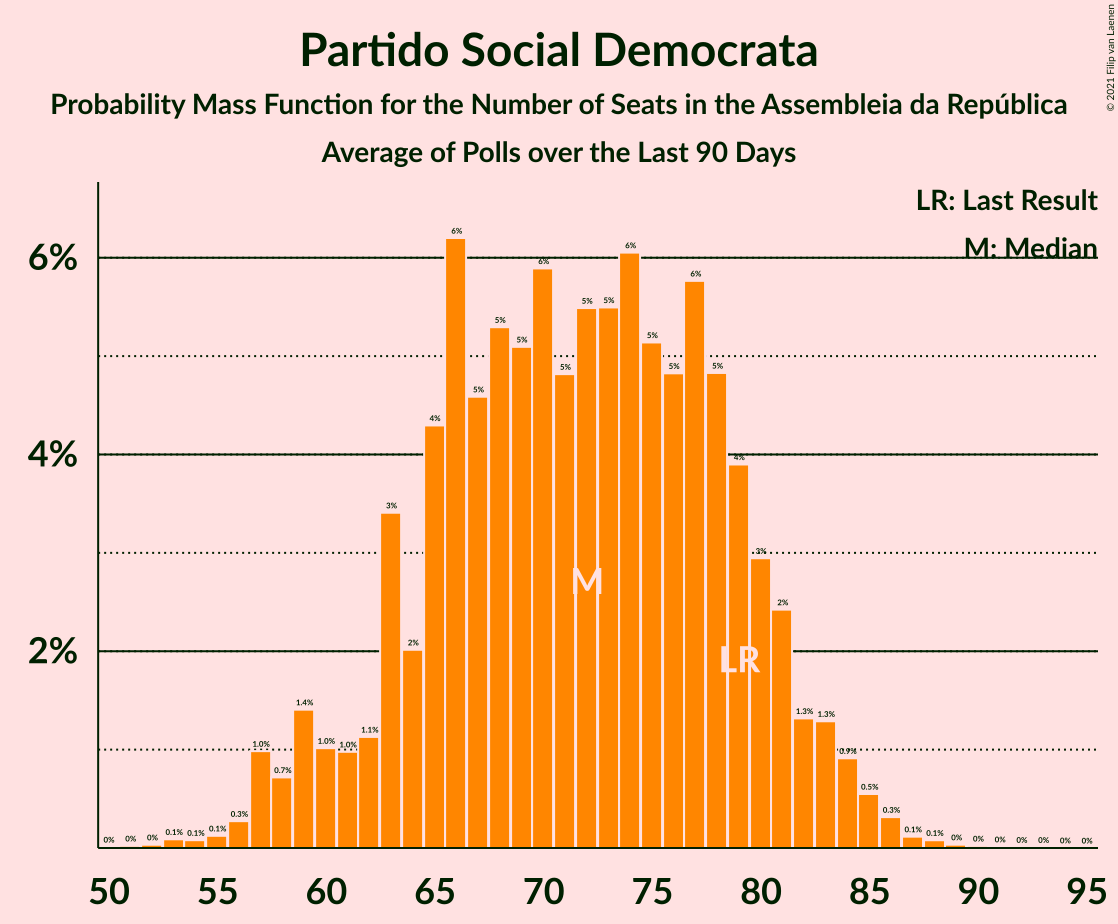 Partido Social Democrata
Probability Mass Function for the Number of Seats in the Assembleia da República
Average of Polls over the Last 90 Days
© 2021 Filip van Laenen
LR: Last Result
M: Median
6%
4%
2%
0% 0% 0% 0.1% 0.1% 0.1% 0.3% 1.0% 0.7% 1.4% 1.0% 1.0% 1.1% 3% 2% 4% 6% 5% 5% 5% 6% 5% 5% 5% 6% 5% 5% 6% 5% 4% 3% 2% 1.3% 1.3% 0.9% 0.5% 0.3% 0.1% 0.1% 0% 0% 0% 0% 0% 0% 0%
M
LR
50 55 60 65 70 75 80 85 90 95